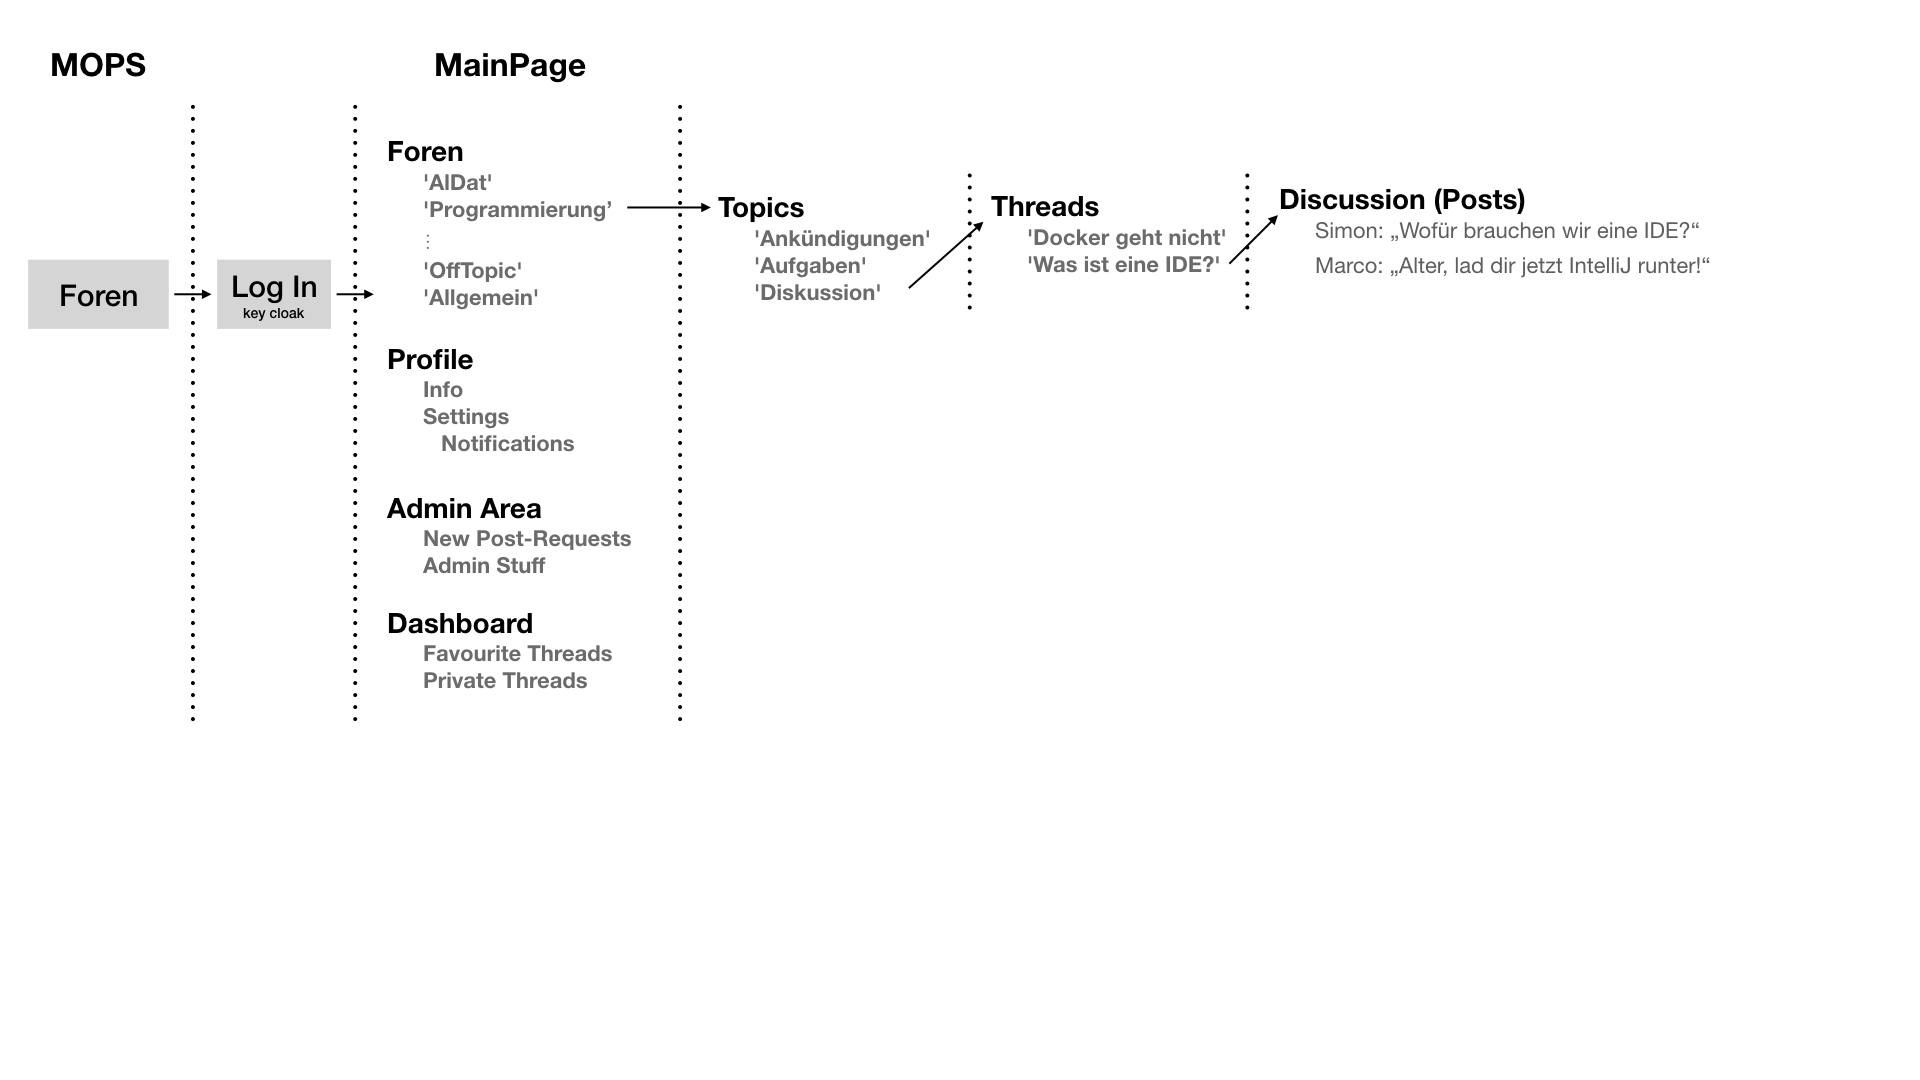 MOPS
MainPage
Foren
Log In
key cloak
Foren
'AlDat'
'Programmierung’
⋮
'OffTopic'
'Allgemein'
Profile
Info
Settings
Notifications
Admin Area
New Post-Requests
Admin Stuff
Dashboard
Favourite Threads
Private Threads
Topics
'Ankündigungen'
'Aufgaben'
'Diskussion'
Threads
'Docker geht nicht'
'Was ist eine IDE?'
Discussion (Posts)
Simon: „Wofür brauchen wir eine IDE?“
Marco: „Alter, lad dir jetzt IntelliJ runter!“